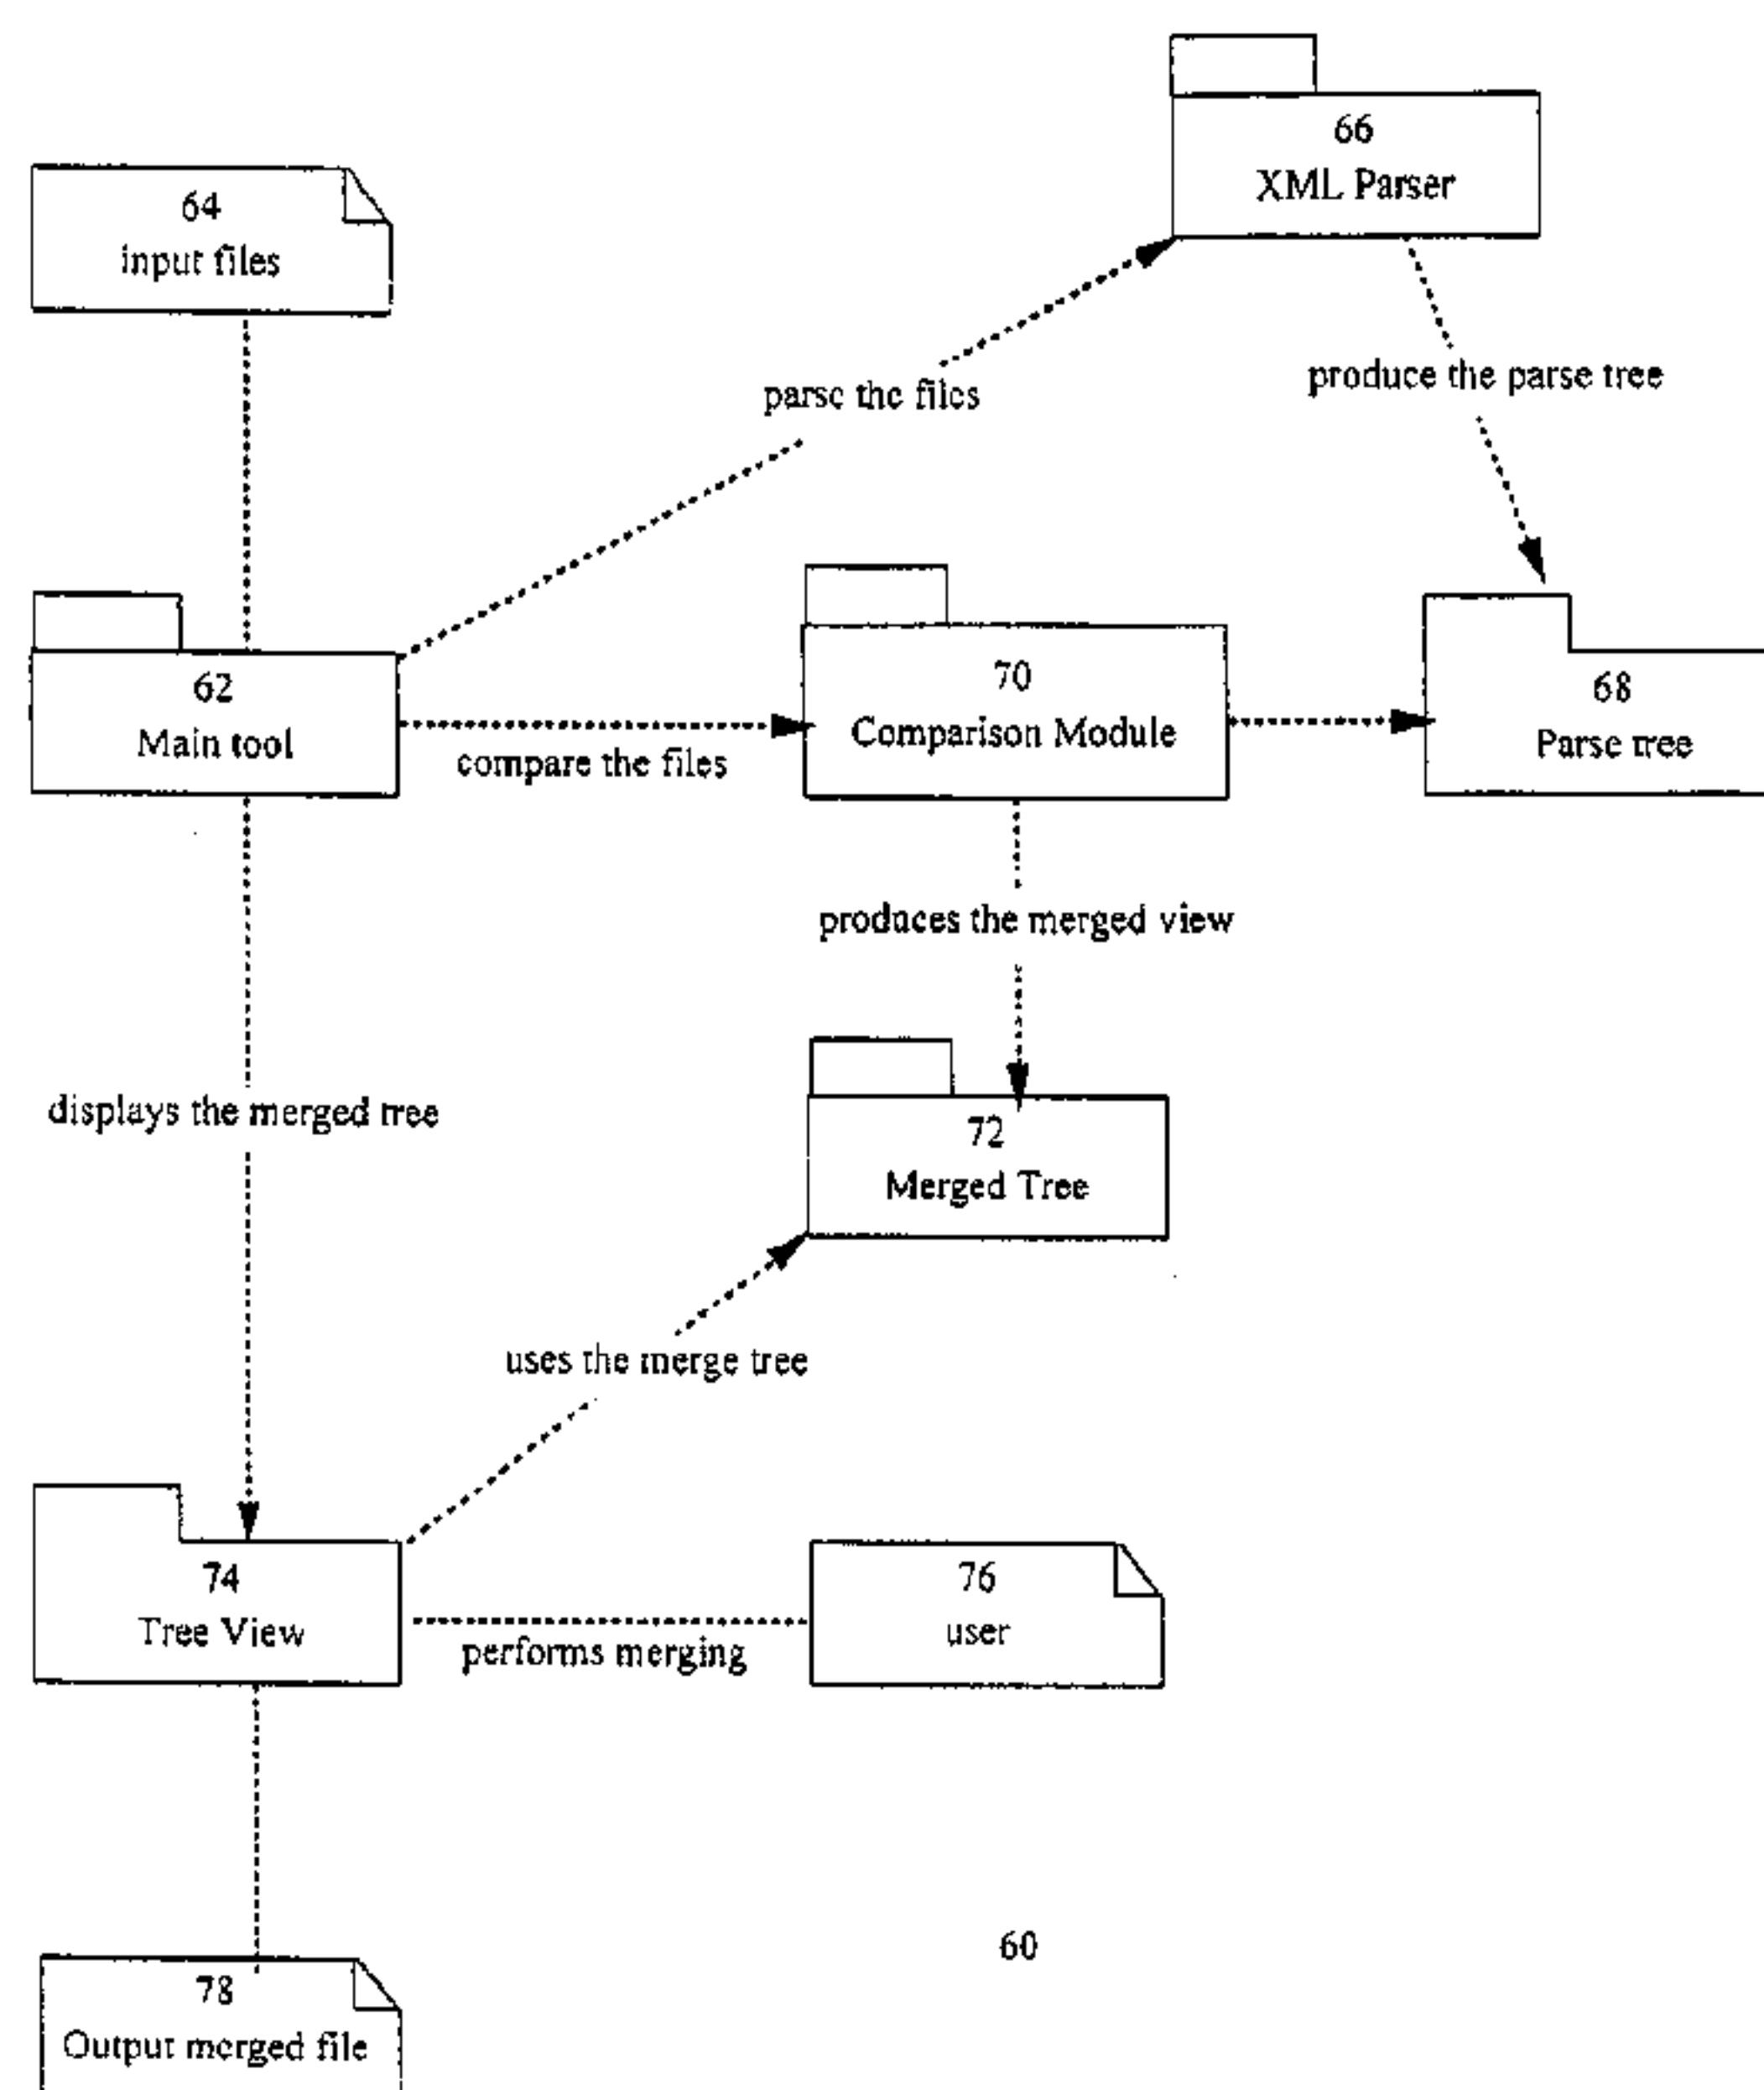 66
XML Parser
64
input files
parse the files
produce the parse tree
62
Main tool
compare the files
70
Comparison Module
68
Parse tree
produces the merged view
displays the merged tree
72
Merged Tree
uses the merge tree
74
Tree View
performs merging
76
user
60
78
Output merged file